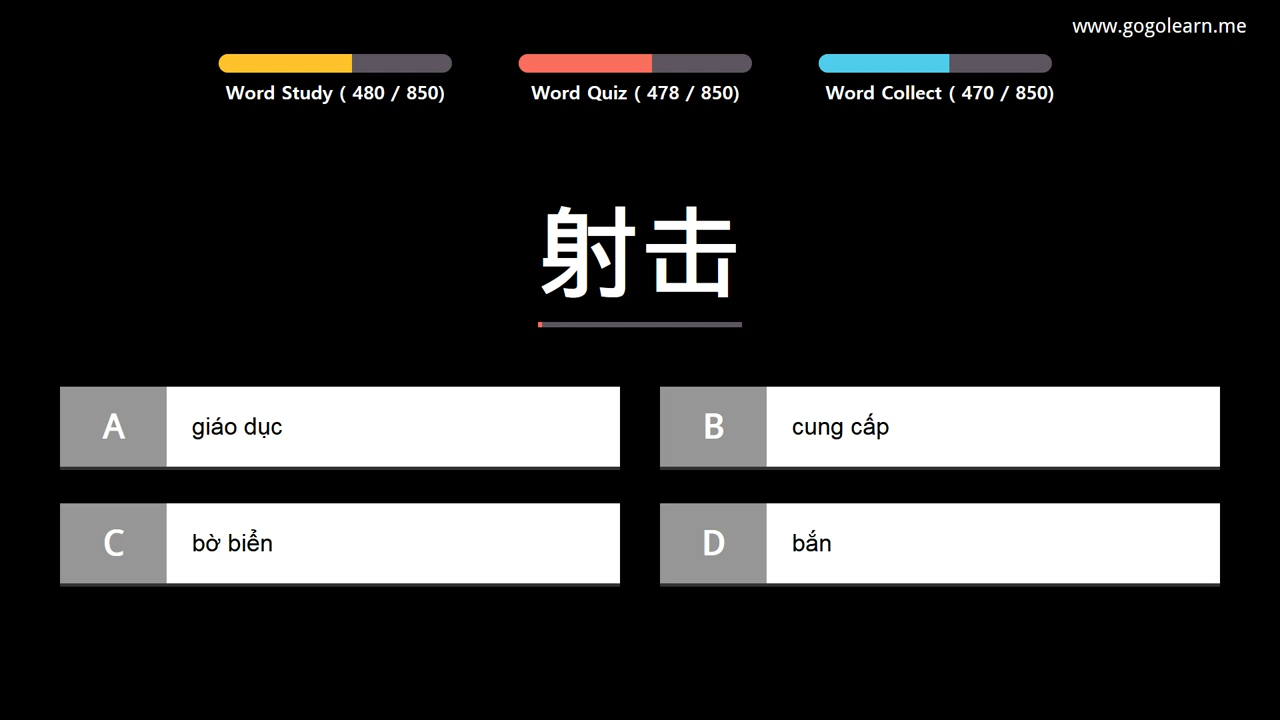 www.gogolearn.me
Word Study ( 480 / 850)
Word Quiz ( 478 / 850)
Word Collect ( 470 / 850)
射击
A giáo dục
B cung cấp
C bờ biển
D bắn